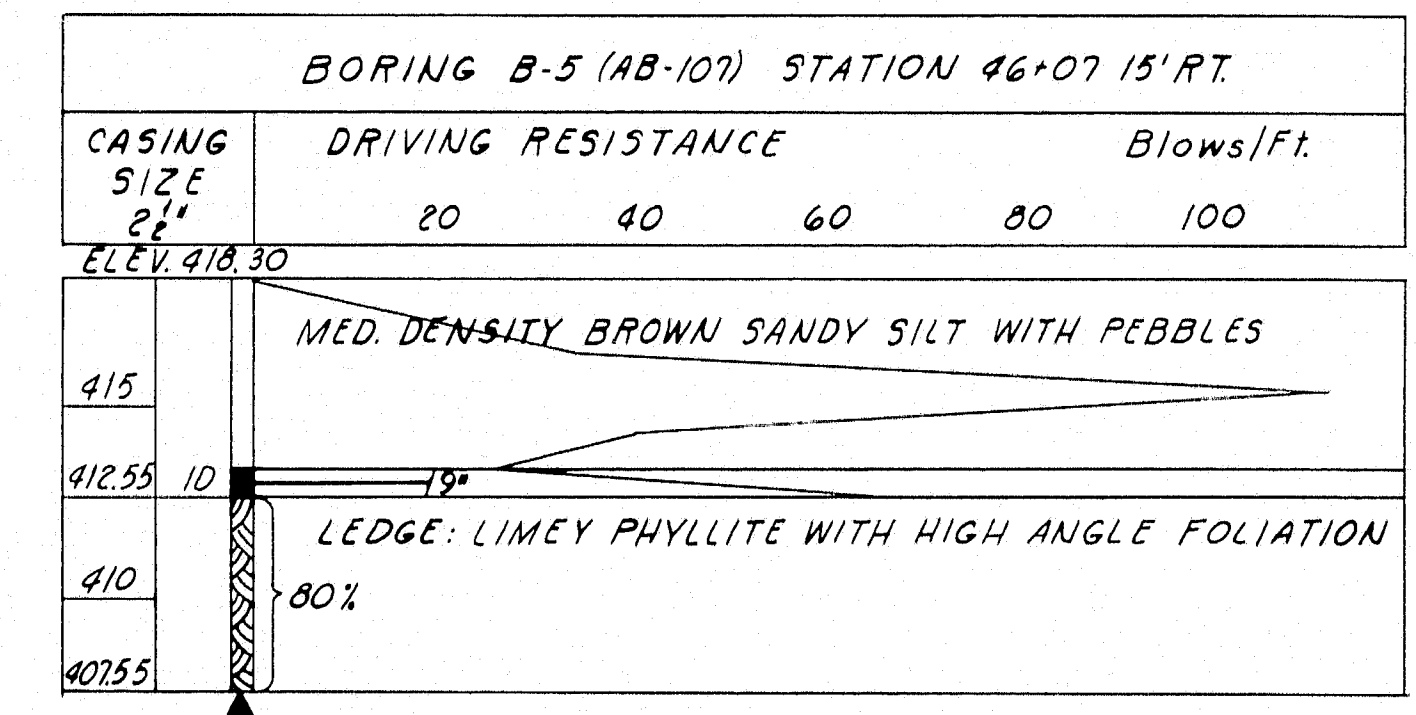 BORING B-5 (AB-107) STATION 46+07 15' RT.
CASING SIZE 2½"
DRIVING RESISTANCE Blows/Ft.
20 40 60 80 100
ELEV. 418.30
MED. DENSITY BROWN SANDY SILT WITH PEBBLES
415
412.55 1D 19"
LEDGE: LIMEY PHYLLITE WITH HIGH ANGLE FOLIATION
410
80%
407.55